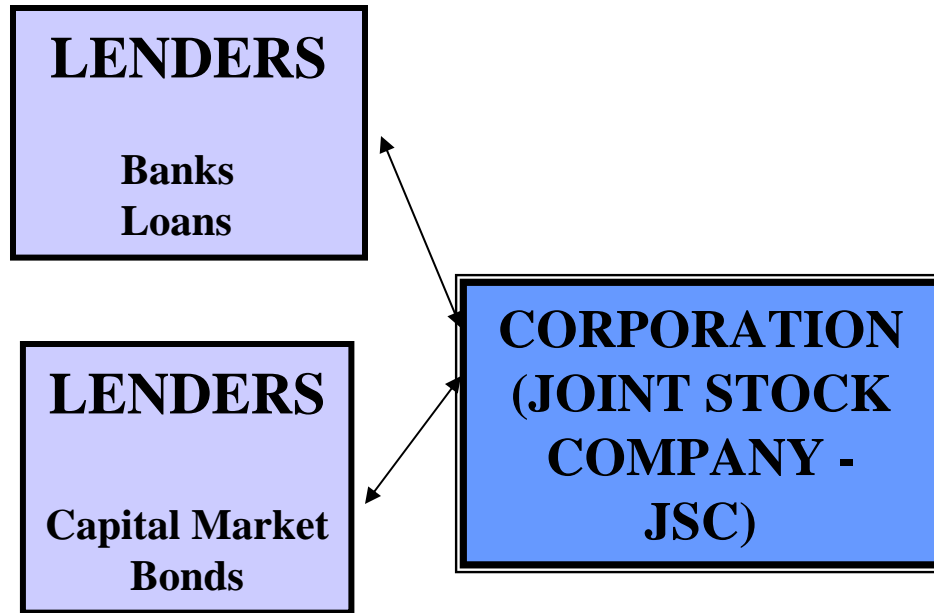 LENDERS
Banks
Loans
LENDERS
Capital Market
Bonds
CORPORATION
(JOINT STOCK
COMPANY -
JSC)